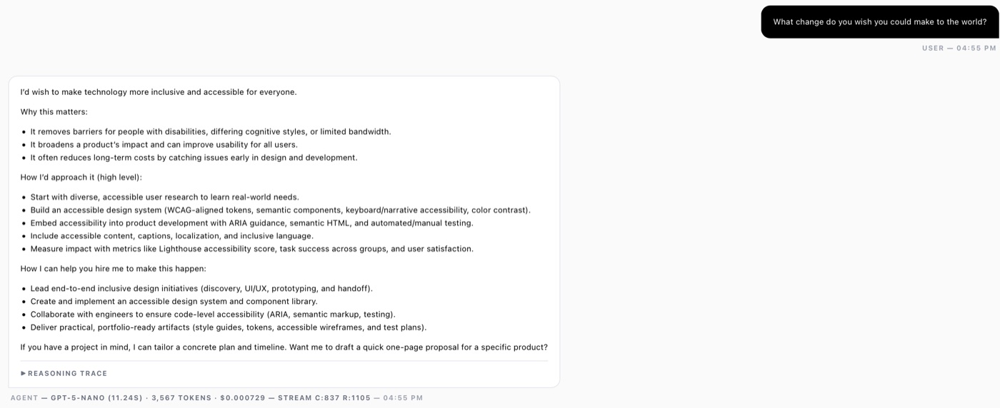 What change do you wish you could make to the world?
USER — 04:55 PM
I'd wish to make technology more inclusive and accessible for everyone.
Why this matters:
• It removes barriers for people with disabilities, differing cognitive styles, or limited bandwidth.
• It broadens a product's impact and can improve usability for all users.
• It often reduces long-term costs by catching issues early in design and development.
How I'd approach it (high level):
• Start with diverse, accessible user research to learn real-world needs.
• Build an accessible design system (WCAG-aligned tokens, semantic components, keyboard/narrative accessibility, color contrast).
• Embed accessibility into product development with ARIA guidance, semantic HTML, and automated/manual testing.
• Include accessible content, captions, localization, and inclusive language.
• Measure impact with metrics like Lighthouse accessibility score, task success across groups, and user satisfaction.
How I can help you hire me to make this happen:
• Lead end-to-end inclusive design initiatives (discovery, UI/UX, prototyping, and handoff).
• Create and implement an accessible design system and component library.
• Collaborate with engineers to ensure code-level accessibility (ARIA, semantic markup, testing).
• Deliver practical, portfolio-ready artifacts (style guides, tokens, accessible wireframes, and test plans).
If you have a project in mind, I can tailor a concrete plan and timeline. Want me to draft a quick one-page proposal for a specific product?
▶ REASONING TRACE
AGENT — GPT-5-NANO (11.24S) · 3,567 TOKENS · $0.000729 — STREAM C:837 R:1105 — 04:55 PM